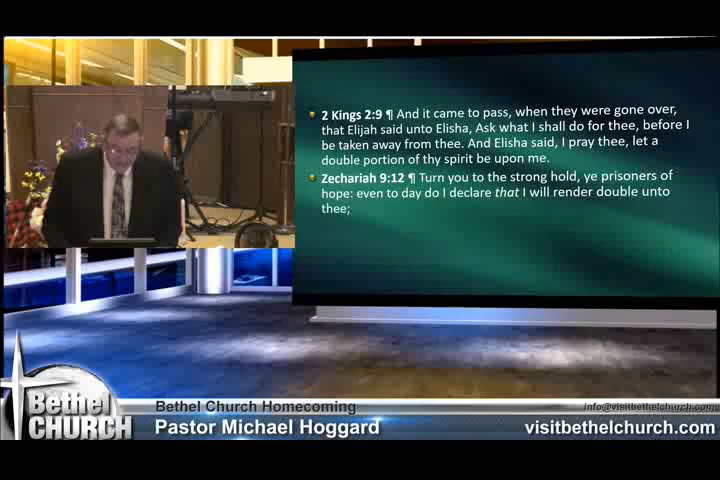 2 Kings 2:9 ¶ And it came to pass, when they were gone over,
that Elijah said unto Elisha, Ask what I shall do for thee, before I
be taken away from thee. And Elisha said, I pray thee, let a
double portion of thy spirit be upon me.
Zechariah 9:12 ¶ Turn you to the strong hold, ye prisoners of
hope: even to day do I declare that I will render double unto
thee;
Bethel
CHURCH
Bethel Church Homecoming
info@visitbethelchurch.com
Pastor Michael Hoggard
visitbethelchurch.com